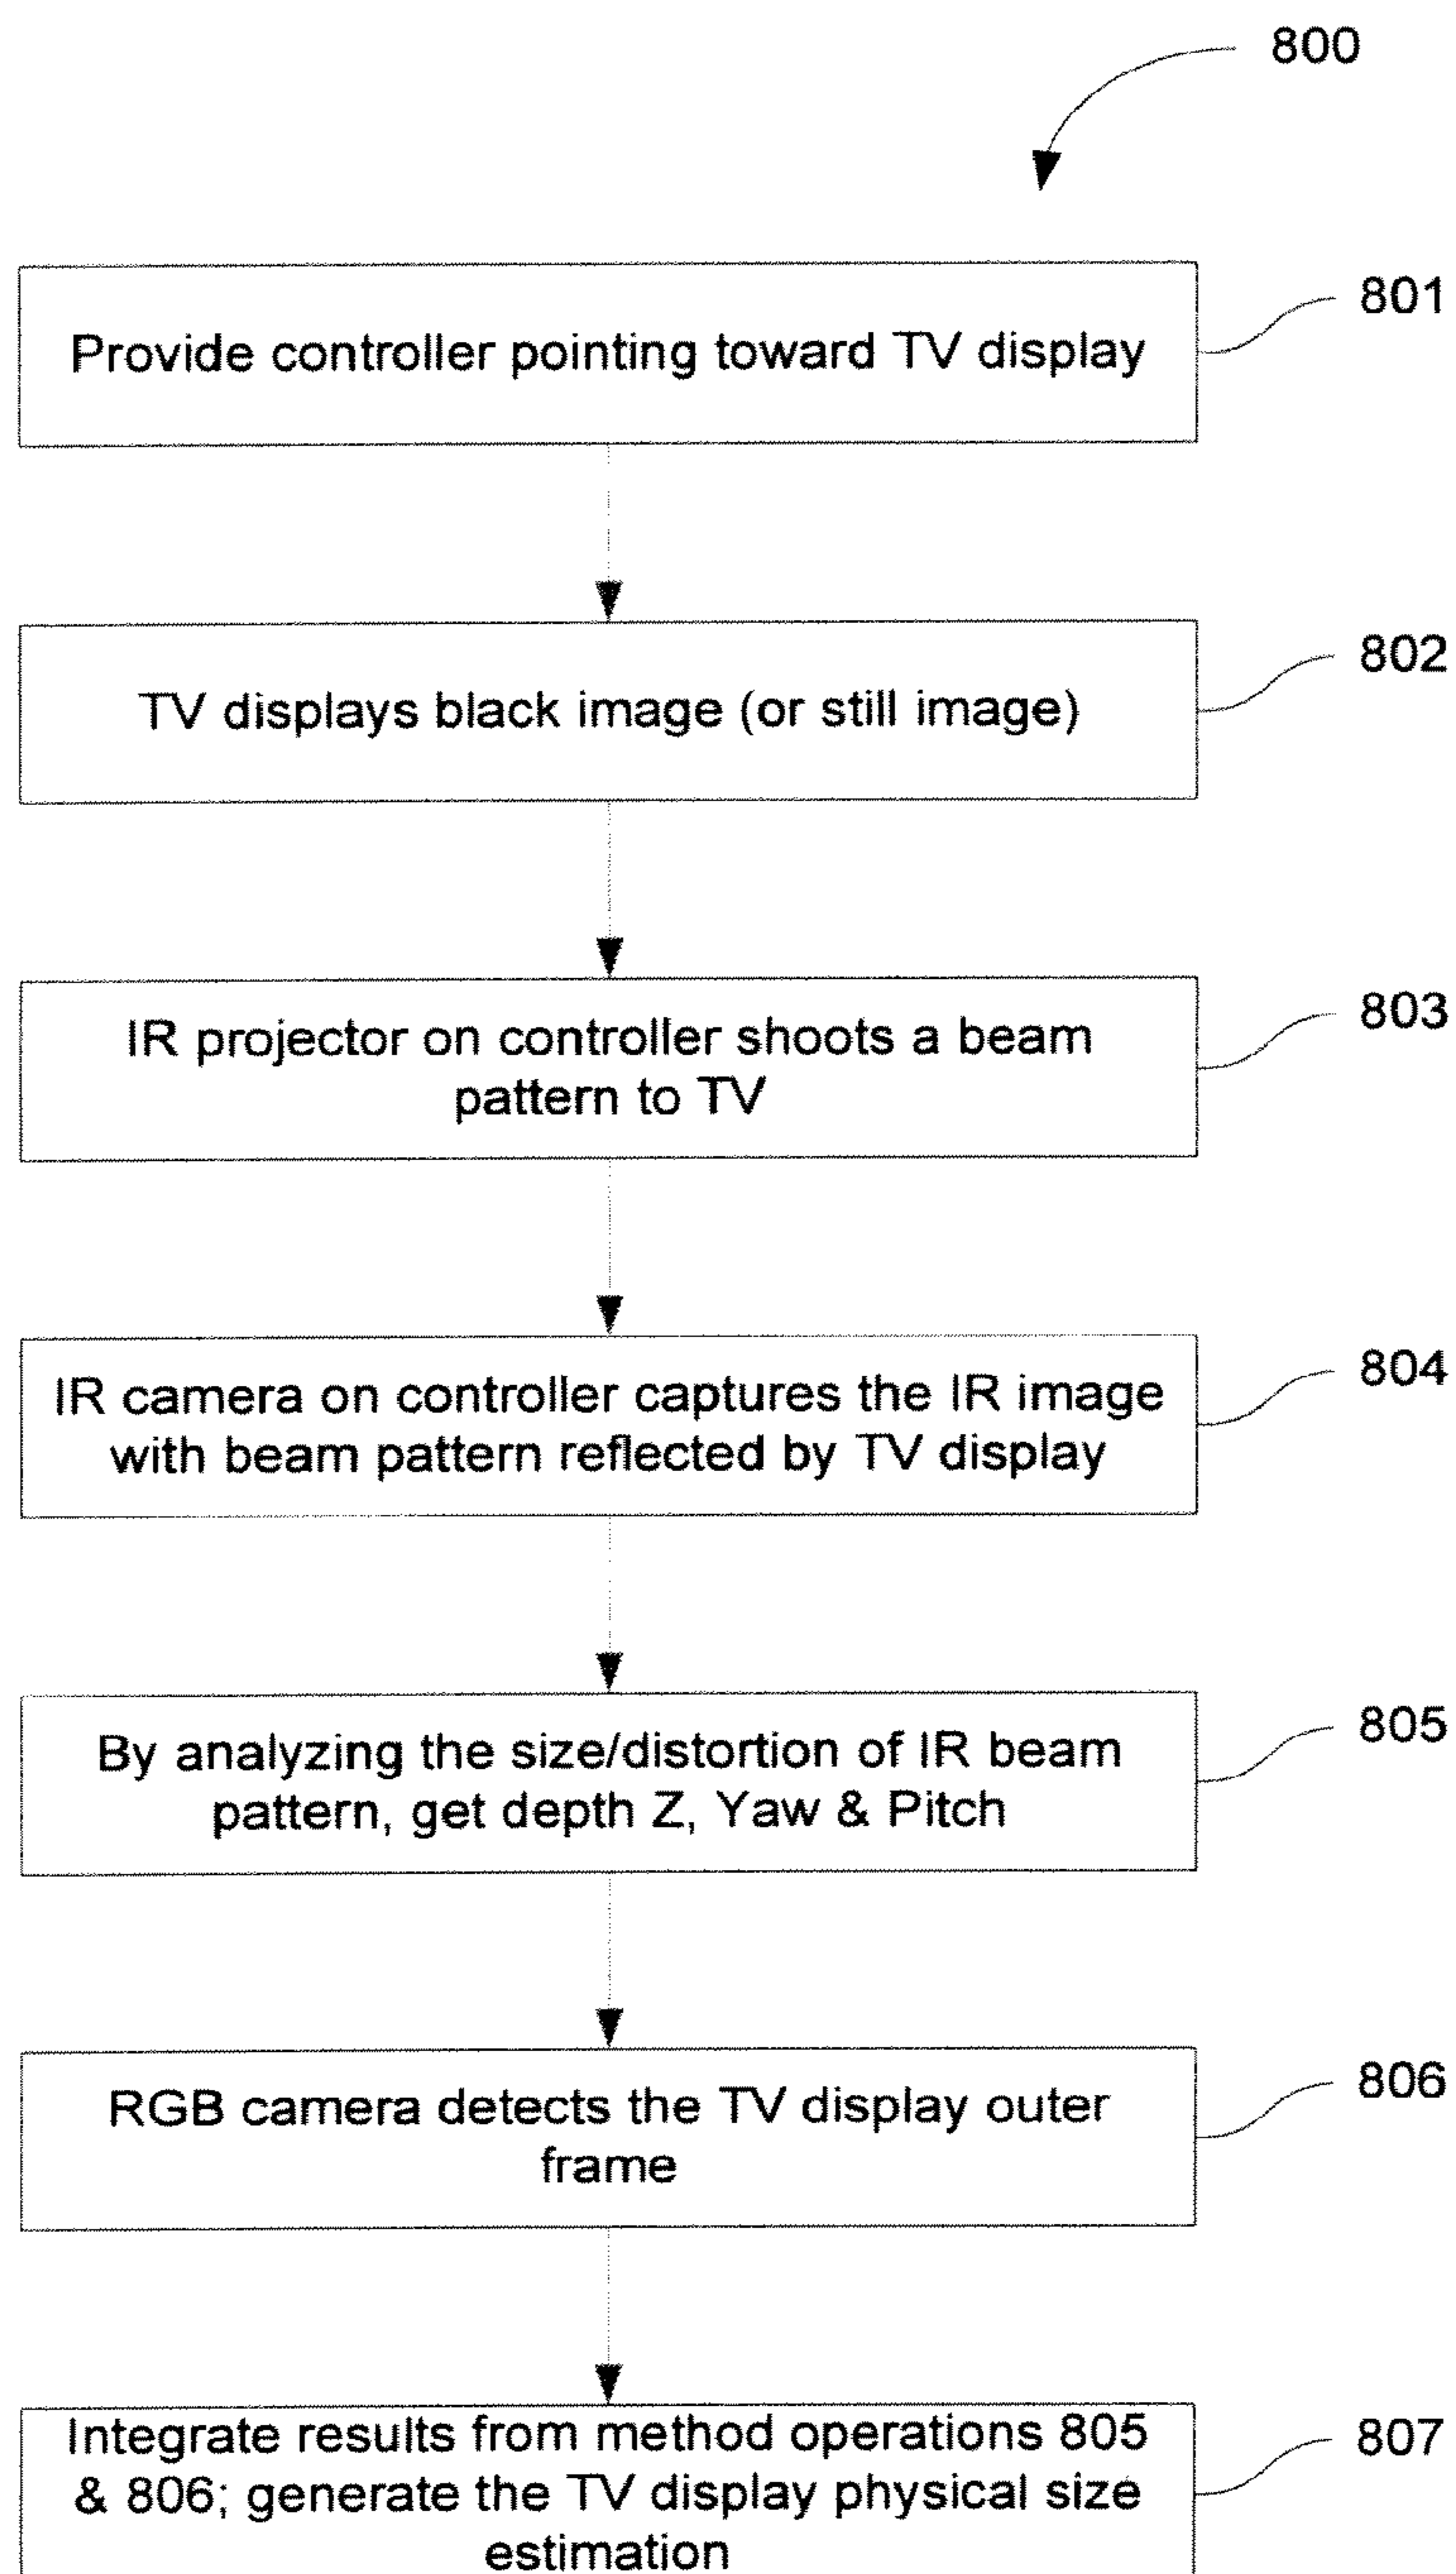 800
Provide controller pointing toward TV display
801
TV displays black image (or still image)
802
IR projector on controller shoots a beam
pattern to TV
803
IR camera on controller captures the IR image
with beam pattern reflected by TV display
804
By analyzing the size/distortion of IR beam
pattern, get depth Z, Yaw & Pitch
805
RGB camera detects the TV display outer
frame
806
Integrate results from method operations 805
& 806; generate the TV display physical size
estimation
807